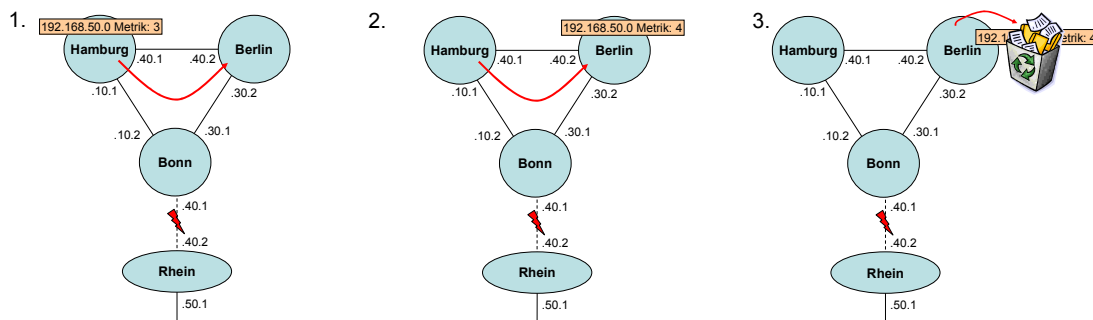 1.
192.168.50.0 Metrik: 3
Hamburg
Berlin
.40.1
.40.2
.10.1
.30.2
.10.2
.30.1
Bonn
.40.1
.40.2
Rhein
.50.1
2.
192.168.50.0 Metrik: 4
Hamburg
Berlin
.40.1
.40.2
.10.1
.30.2
.10.2
.30.1
Bonn
.40.1
.40.2
Rhein
.50.1
3.
192.1 etrik: 4
Hamburg
Berlin
.40.1
.40.2
.10.1
.30.2
.10.2
.30.1
Bonn
.40.1
.40.2
Rhein
.50.1